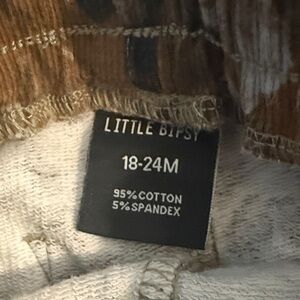 LITTLE BIPSY
18-24M
95% COTTON
5% SPANDEX